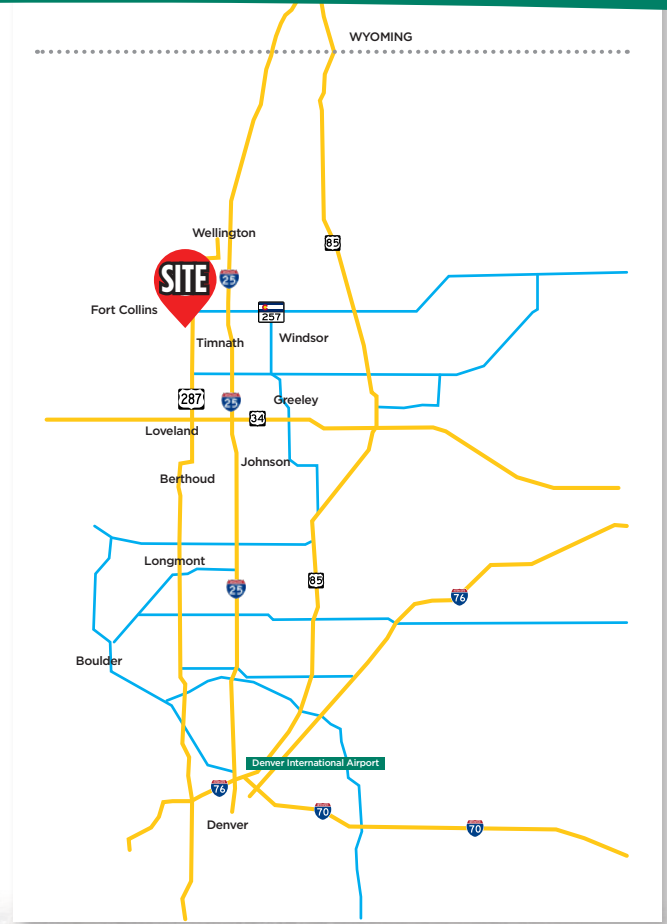 WYOMING
Wellington
85
SITE
25
Fort Collins
257
Windsor
Timnath
287
25
Greeley
34
Loveland
Johnson
Berthoud
Longmont
85
25
76
Boulder
Denver International Airport
76
70
Denver
70